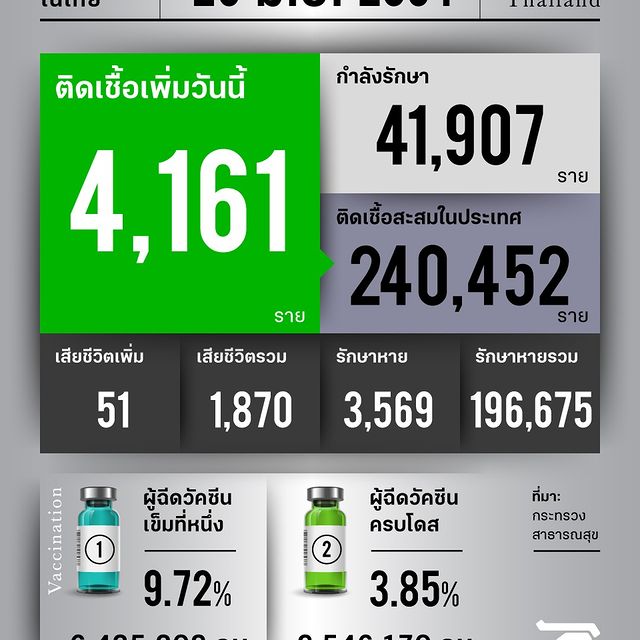 Thailand
ติดเชื้อเพิ่มวันนี้
4,161
ราย
กำลังรักษา
41,907
ราย
ติดเชื้อสะสมในประเทศ
240,452
ราย
เสียชีวิตเพิ่ม
51
เสียชีวิตรวม
1,870
รักษาหาย
3,569
รักษาหายรวม
196,675
Vaccination
1
ผู้ฉีดวัคซีน
เข็มที่หนึ่ง
9.72%
2
ผู้ฉีดวัคซีน
ครบโดส
3.85%
ที่มา:
กระทรวง
สาธารณสุข